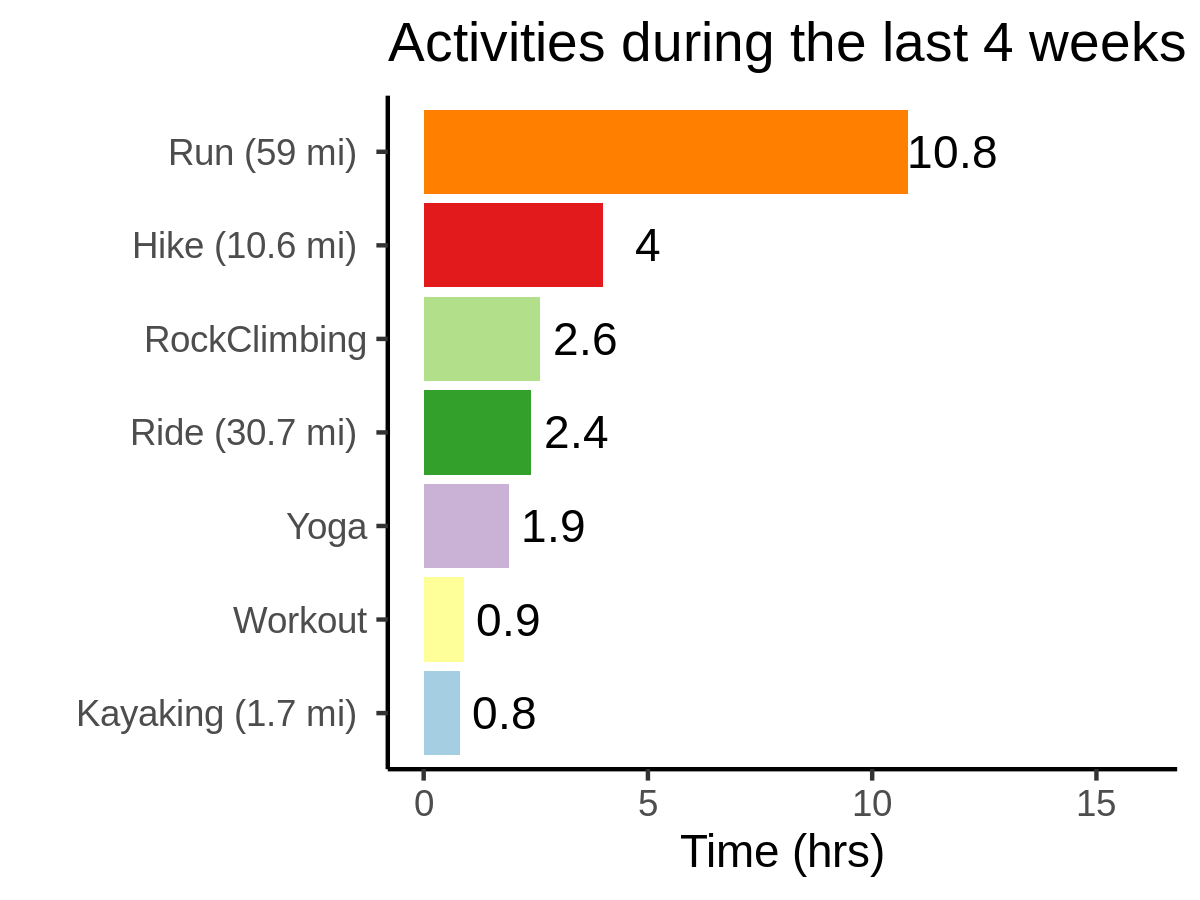 Activities during the last 4 weeks
Run (59 mi) 10.8
Hike (10.6 mi) 4
RockClimbing 2.6
Ride (30.7 mi) 2.4
Yoga 1.9
Workout 0.9
Kayaking (1.7 mi) 0.8
0 5 10 15
Time (hrs)